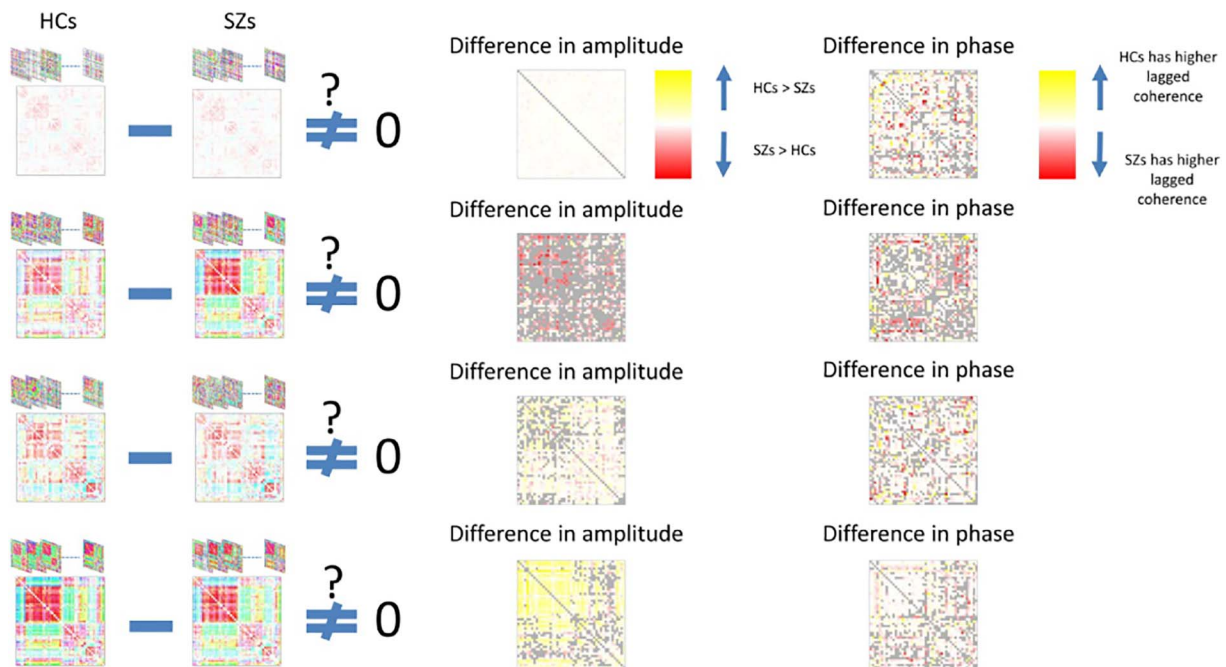 HCs
SZs
?
≠ 0
Difference in amplitude
HCs > SZs
SZs > HCs
Difference in phase
HCs has higher
lagged
coherence
SZs has higher
lagged
coherence
?
≠ 0
Difference in amplitude
Difference in phase
?
≠ 0
Difference in amplitude
Difference in phase
?
≠ 0
Difference in amplitude
Difference in phase